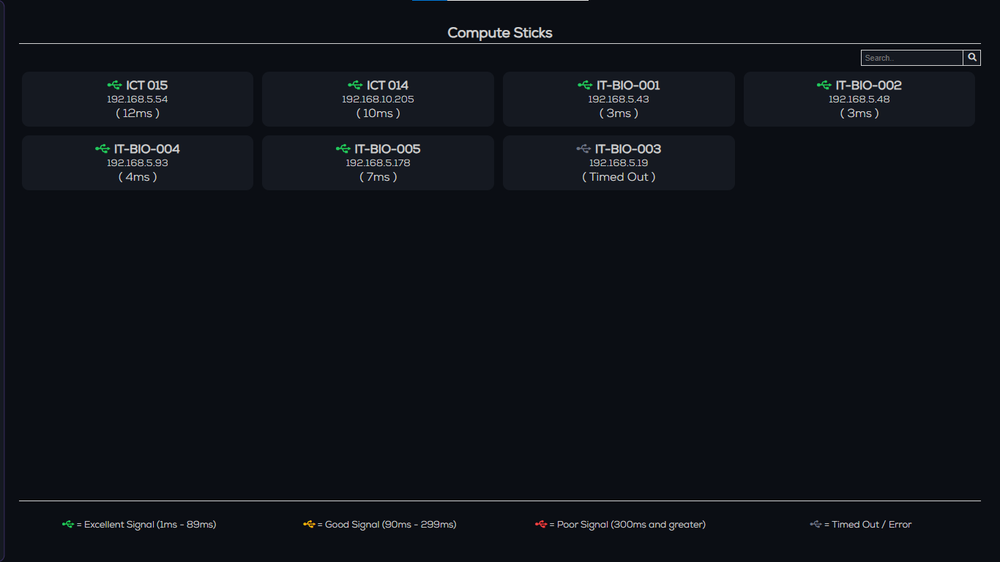 Compute Sticks
Search..
ICT 015
192.168.5.54
( 12ms )
ICT 014
192.168.10.205
( 10ms )
IT-BIO-001
192.168.5.43
( 3ms )
IT-BIO-002
192.168.5.48
( 3ms )
IT-BIO-004
192.168.5.93
( 4ms )
IT-BIO-005
192.168.5.178
( 7ms )
IT-BIO-003
192.168.5.19
( Timed Out )
= Excellent Signal (1ms - 89ms)
= Good Signal (90ms - 299ms)
= Poor Signal (300ms and greater)
= Timed Out / Error